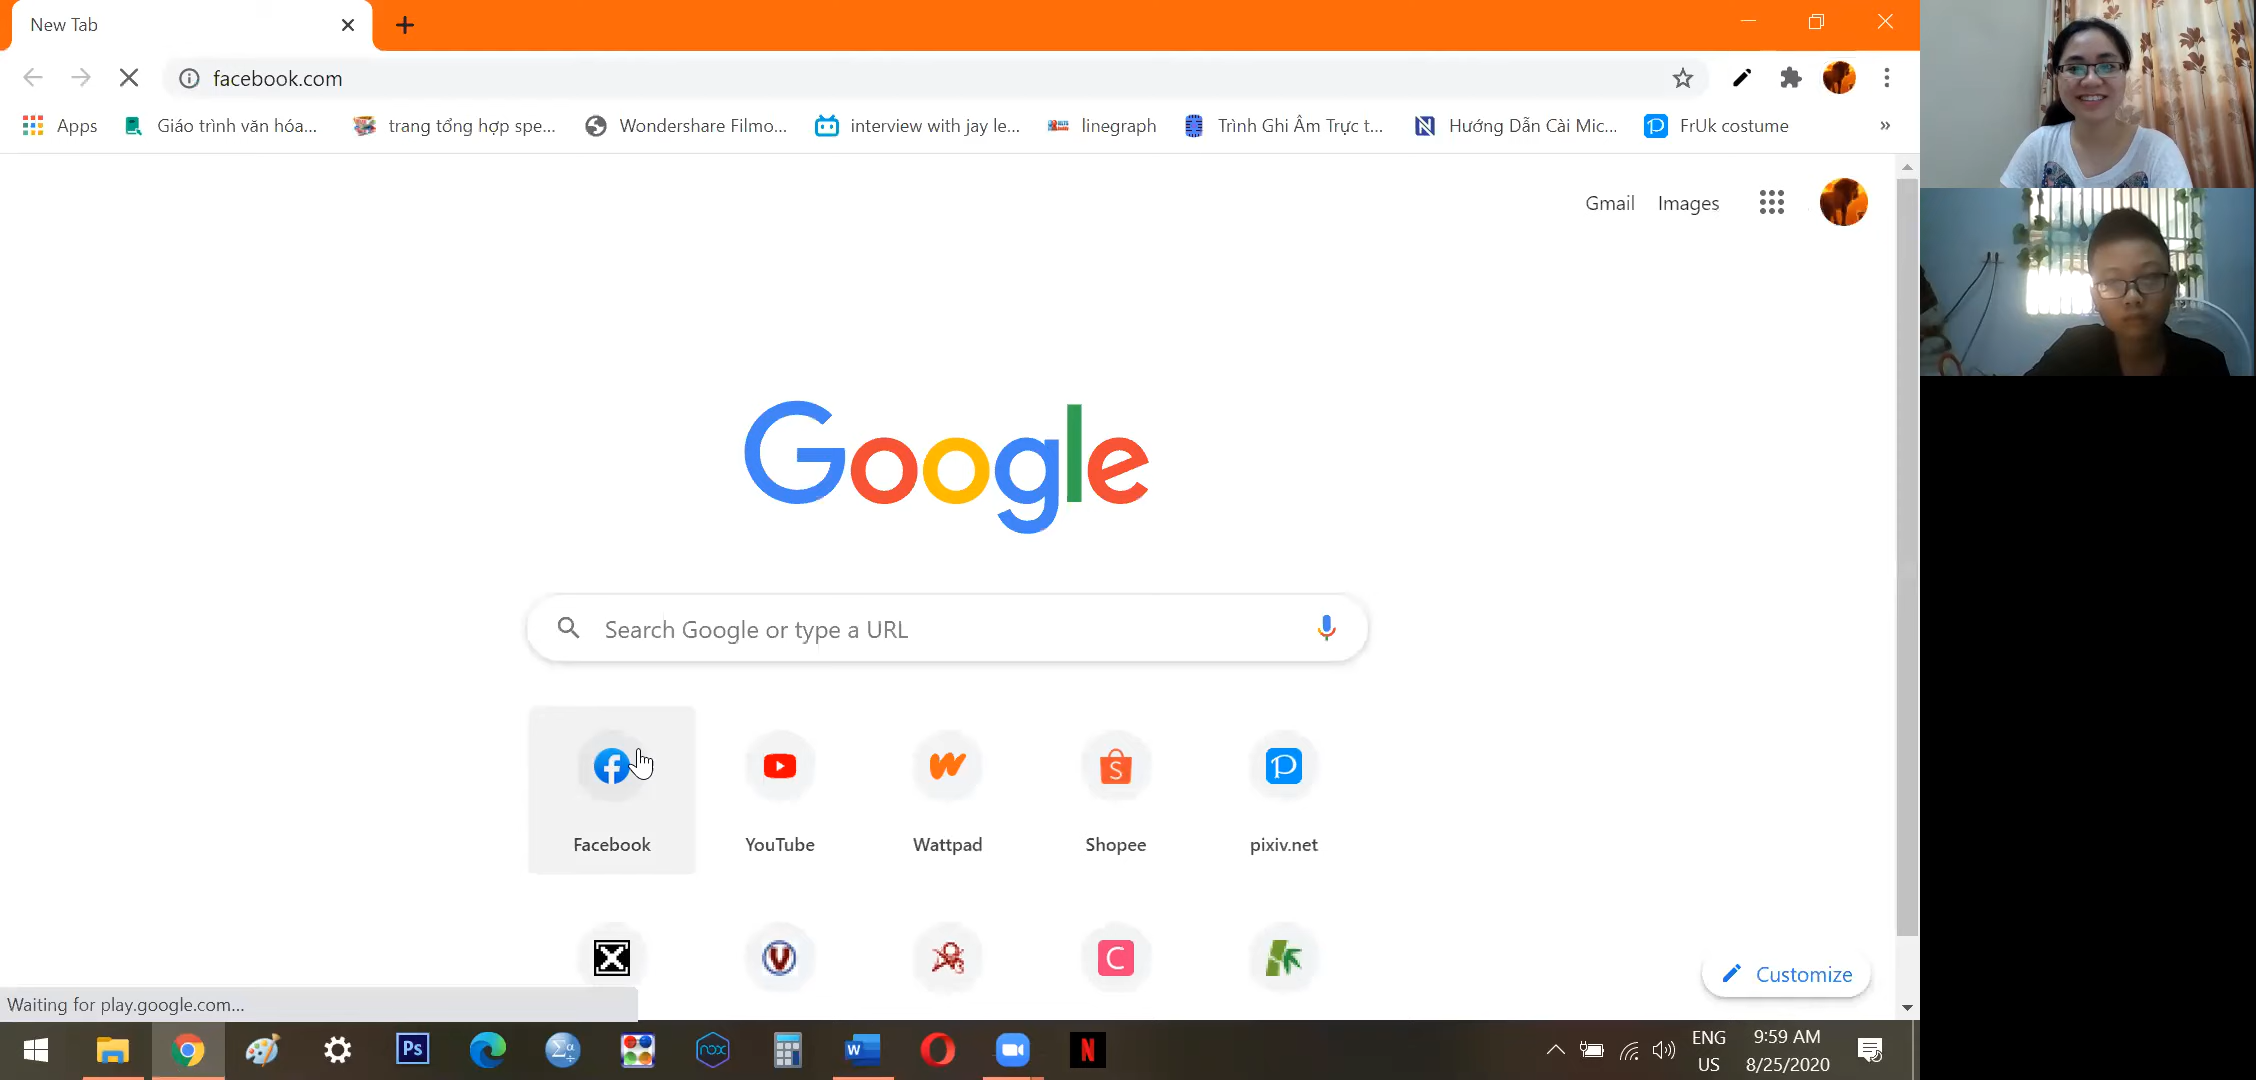 New Tab
facebook.com
Apps
Giáo trình văn hóa...
trang tổng hợp spe...
Wondershare Filmo...
interview with jay le...
linegraph
Trình Ghi Âm Trực t...
Hướng Dẫn Cài Mic...
FrUk costume
»
Gmail Images
Google
Search Google or type a URL
Facebook
YouTube
Wattpad
Shopee
pixiv.net
Customize
Waiting for play.google.com...
Ps
nox
W
N
ENG
US
9:59 AM
8/25/2020